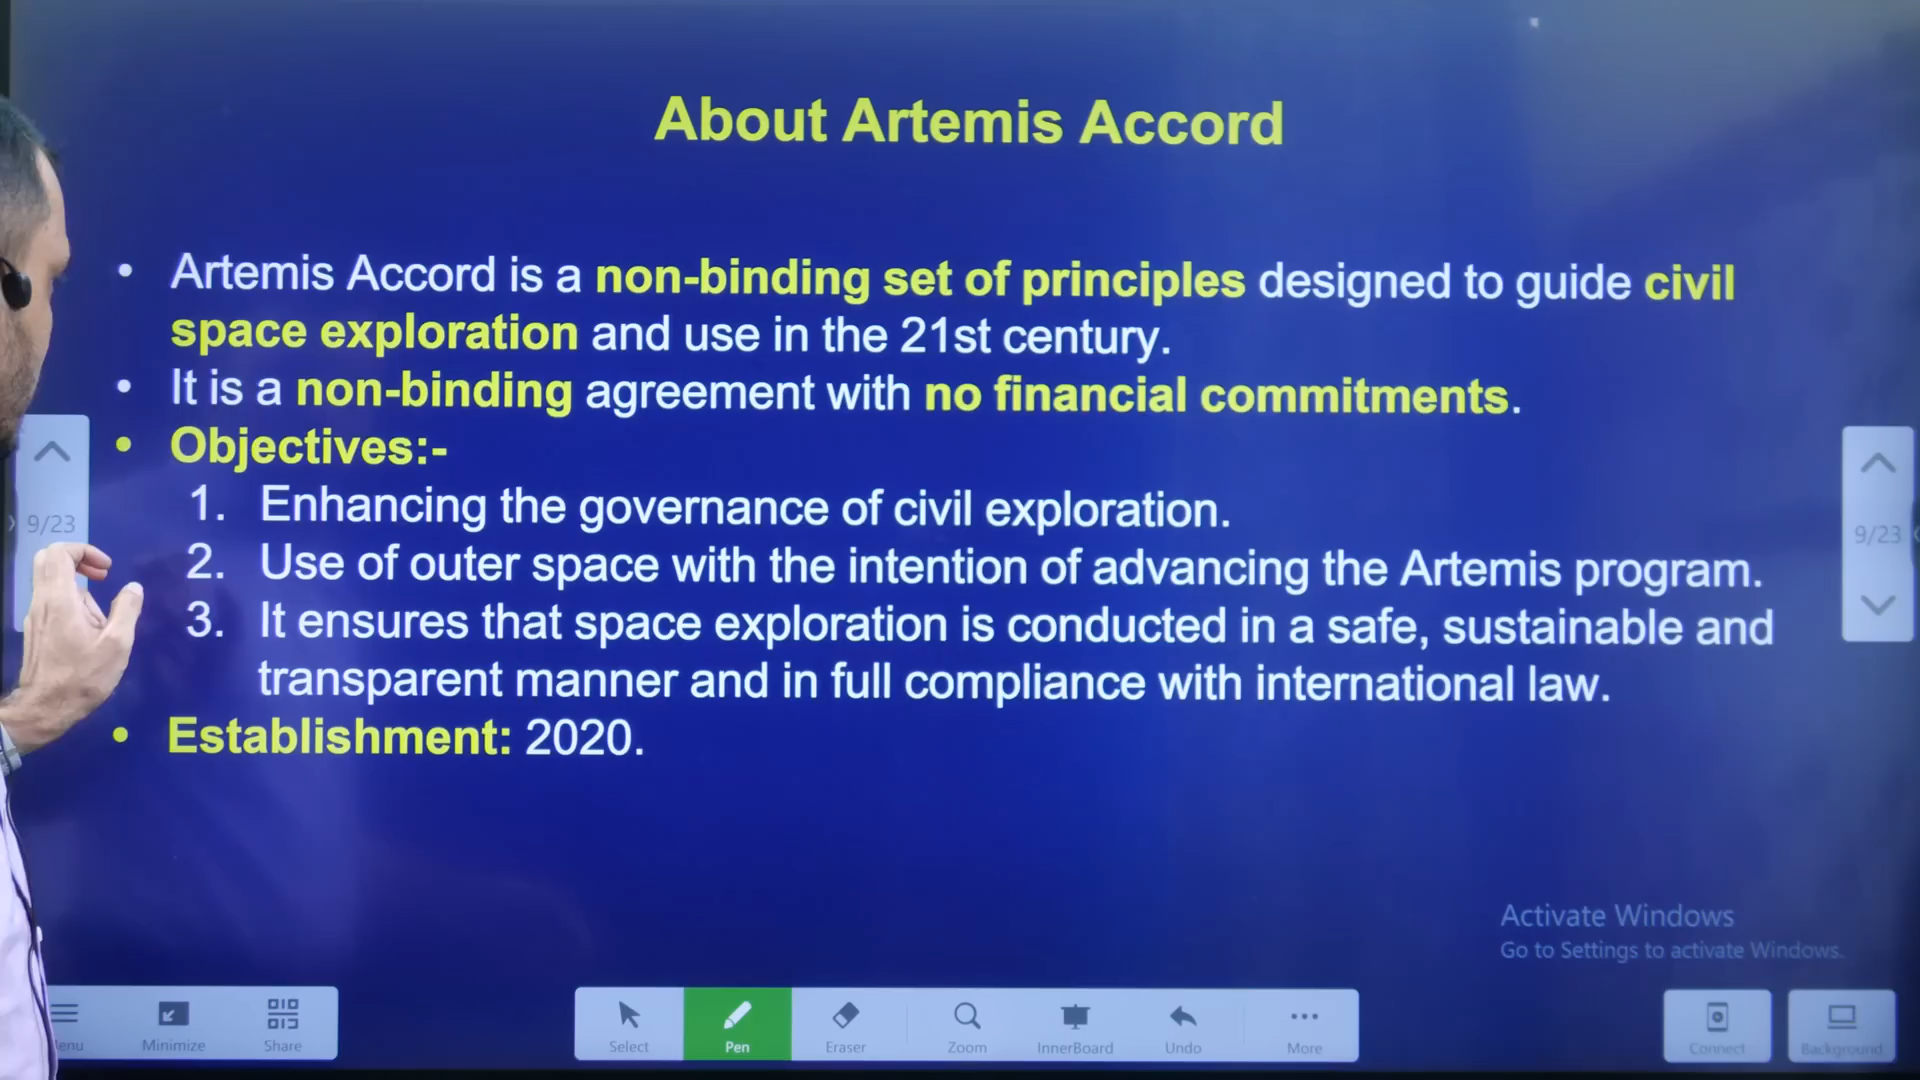 About Artemis Accord
• Artemis Accord is a non-binding set of principles designed to guide civil
space exploration and use in the 21st century.
• It is a non-binding agreement with no financial commitments.
• Objectives:-
1. Enhancing the governance of civil exploration.
2. Use of outer space with the intention of advancing the Artemis program.
3. It ensures that space exploration is conducted in a safe, sustainable and
transparent manner and in full compliance with international law.
• Establishment: 2020.
9/23
9/23
Activate Windows
Go to Settings to activate Windows.
enu Minimize Share Select Pen Eraser Zoom InnerBoard Undo More Connect Background